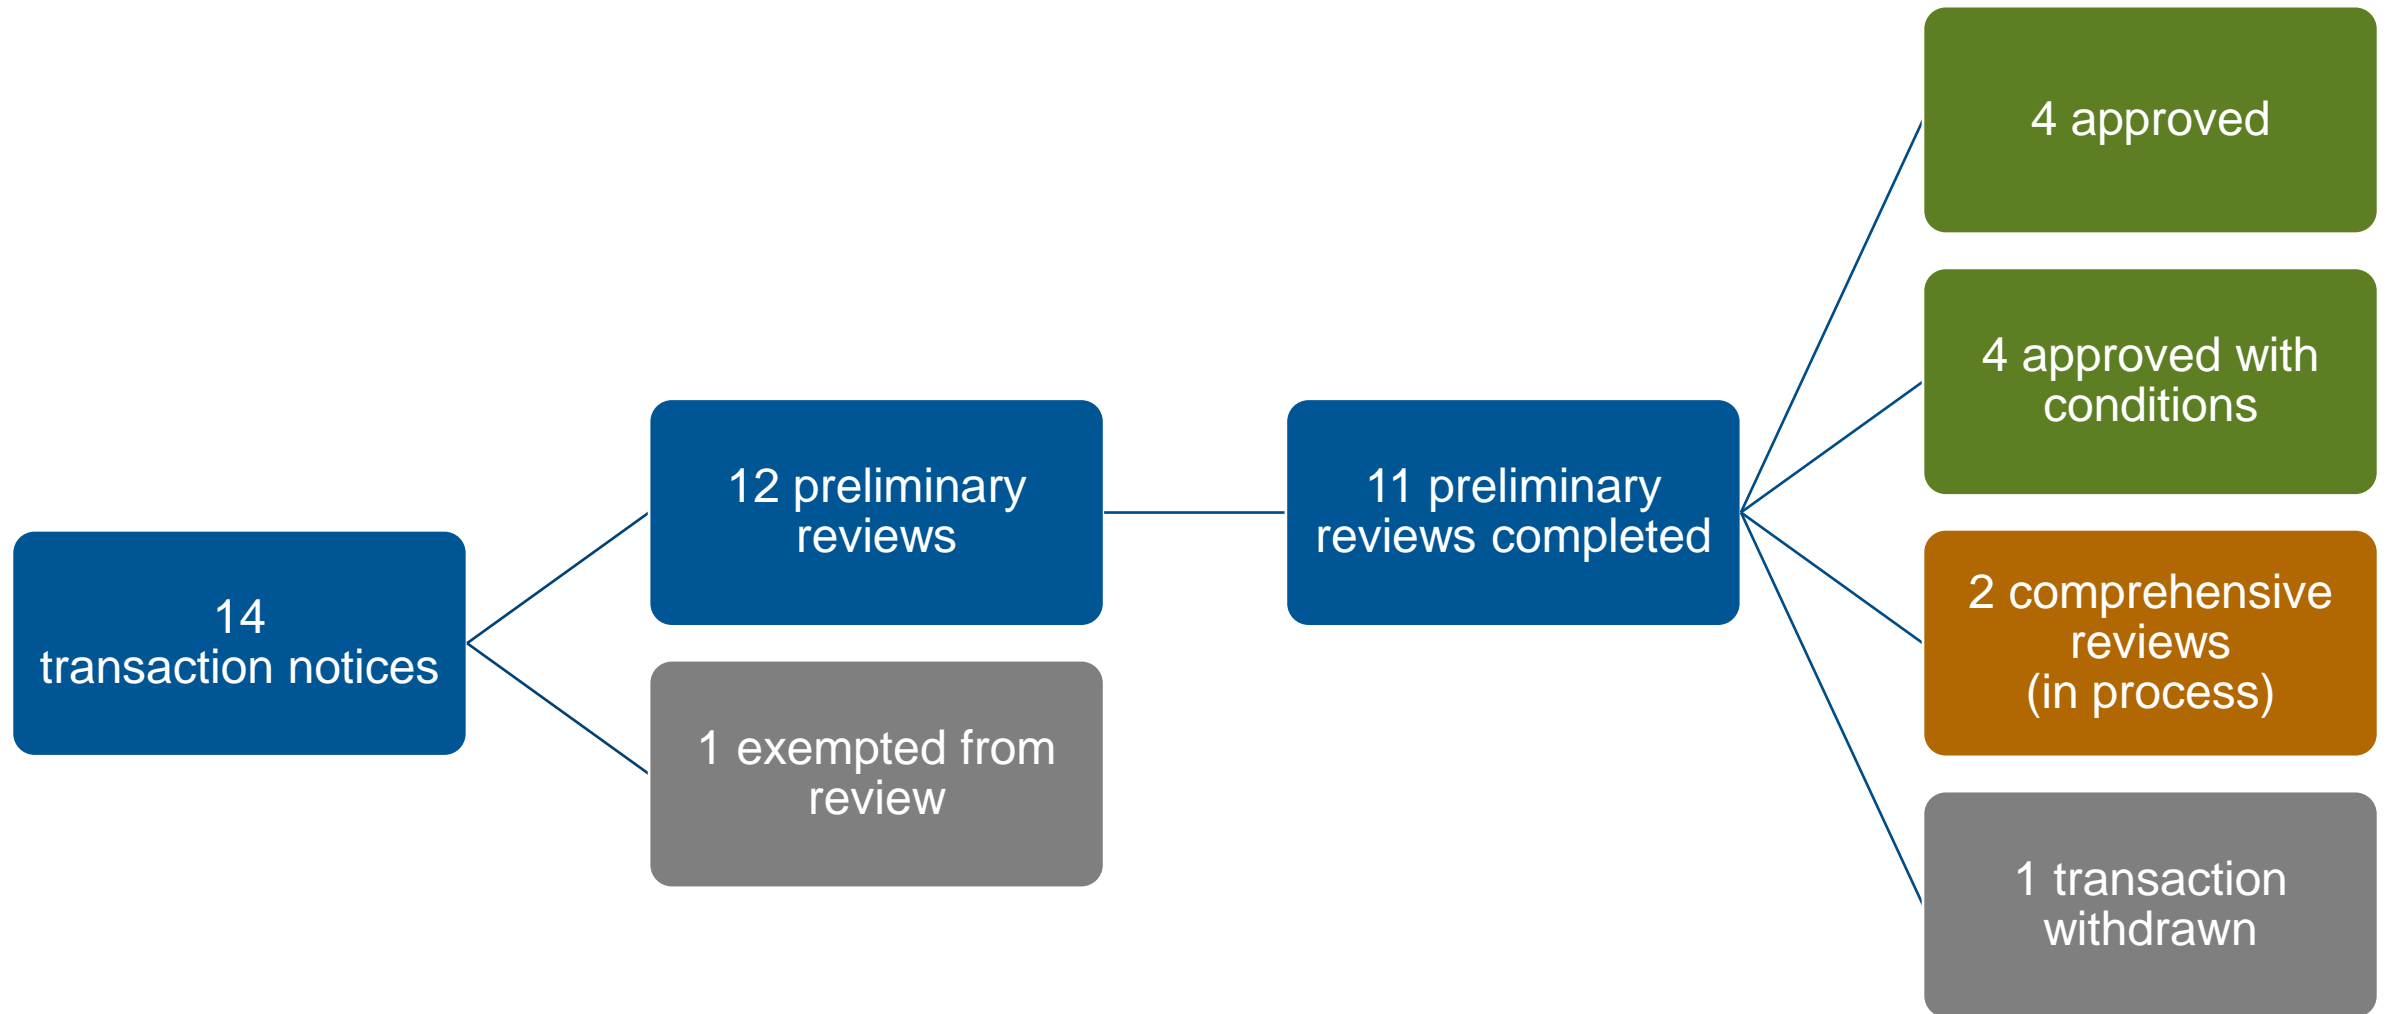 14
transaction notices
12 preliminary
reviews
1 exempted from
review
11 preliminary
reviews completed
4 approved
4 approved with
conditions
2 comprehensive
reviews
(in process)
1 transaction
withdrawn